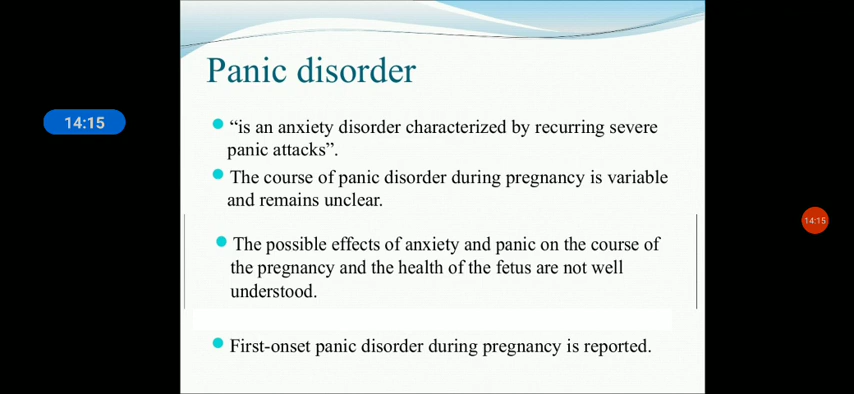 Panic disorder
14:15
“is an anxiety disorder characterized by recurring severe
panic attacks”.
The course of panic disorder during pregnancy is variable
and remains unclear.
14:15
The possible effects of anxiety and panic on the course of
the pregnancy and the health of the fetus are not well
understood.
First-onset panic disorder during pregnancy is reported.